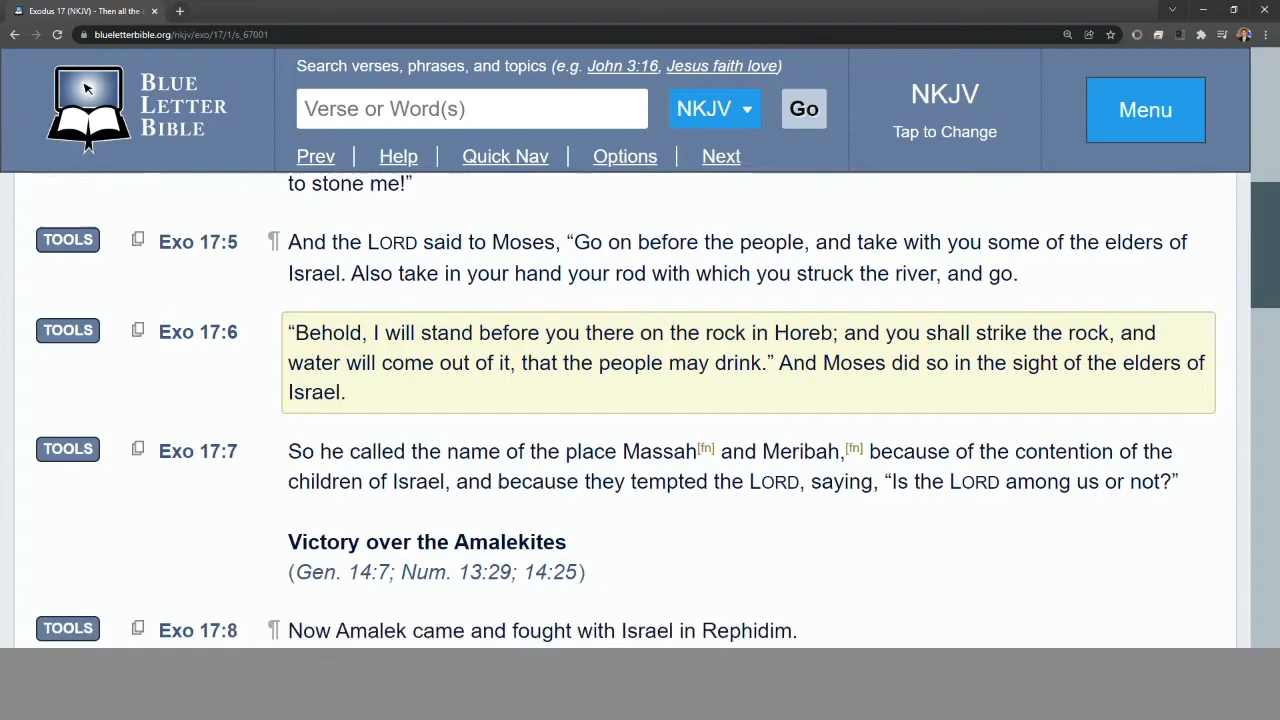 Exodus 17 (NKJV) - Then all the
blueletterbible.org/nkjv/exo/17/1/s_67001
BLUE
LETTER
BIBLE
Search verses, phrases, and topics (e.g. John 3:16, Jesus faith love)
Verse or Word(s)
NKJV
Go
Prev | Help | Quick Nav | Options | Next
NKJV
Tap to Change
Menu
to stone me!”
TOOLS Exo 17:5 ¶ And the LORD said to Moses, “Go on before the people, and take with you some of the elders of
Israel. Also take in your hand your rod with which you struck the river, and go.
TOOLS Exo 17:6 “Behold, I will stand before you there on the rock in Horeb; and you shall strike the rock, and
water will come out of it, that the people may drink.” And Moses did so in the sight of the elders of
Israel.
TOOLS Exo 17:7 So he called the name of the place Massah[fn] and Meribah,[fn] because of the contention of the
children of Israel, and because they tempted the LORD, saying, “Is the LORD among us or not?”
Victory over the Amalekites
(Gen. 14:7; Num. 13:29; 14:25)
TOOLS Exo 17:8 ¶ Now Amalek came and fought with Israel in Rephidim.